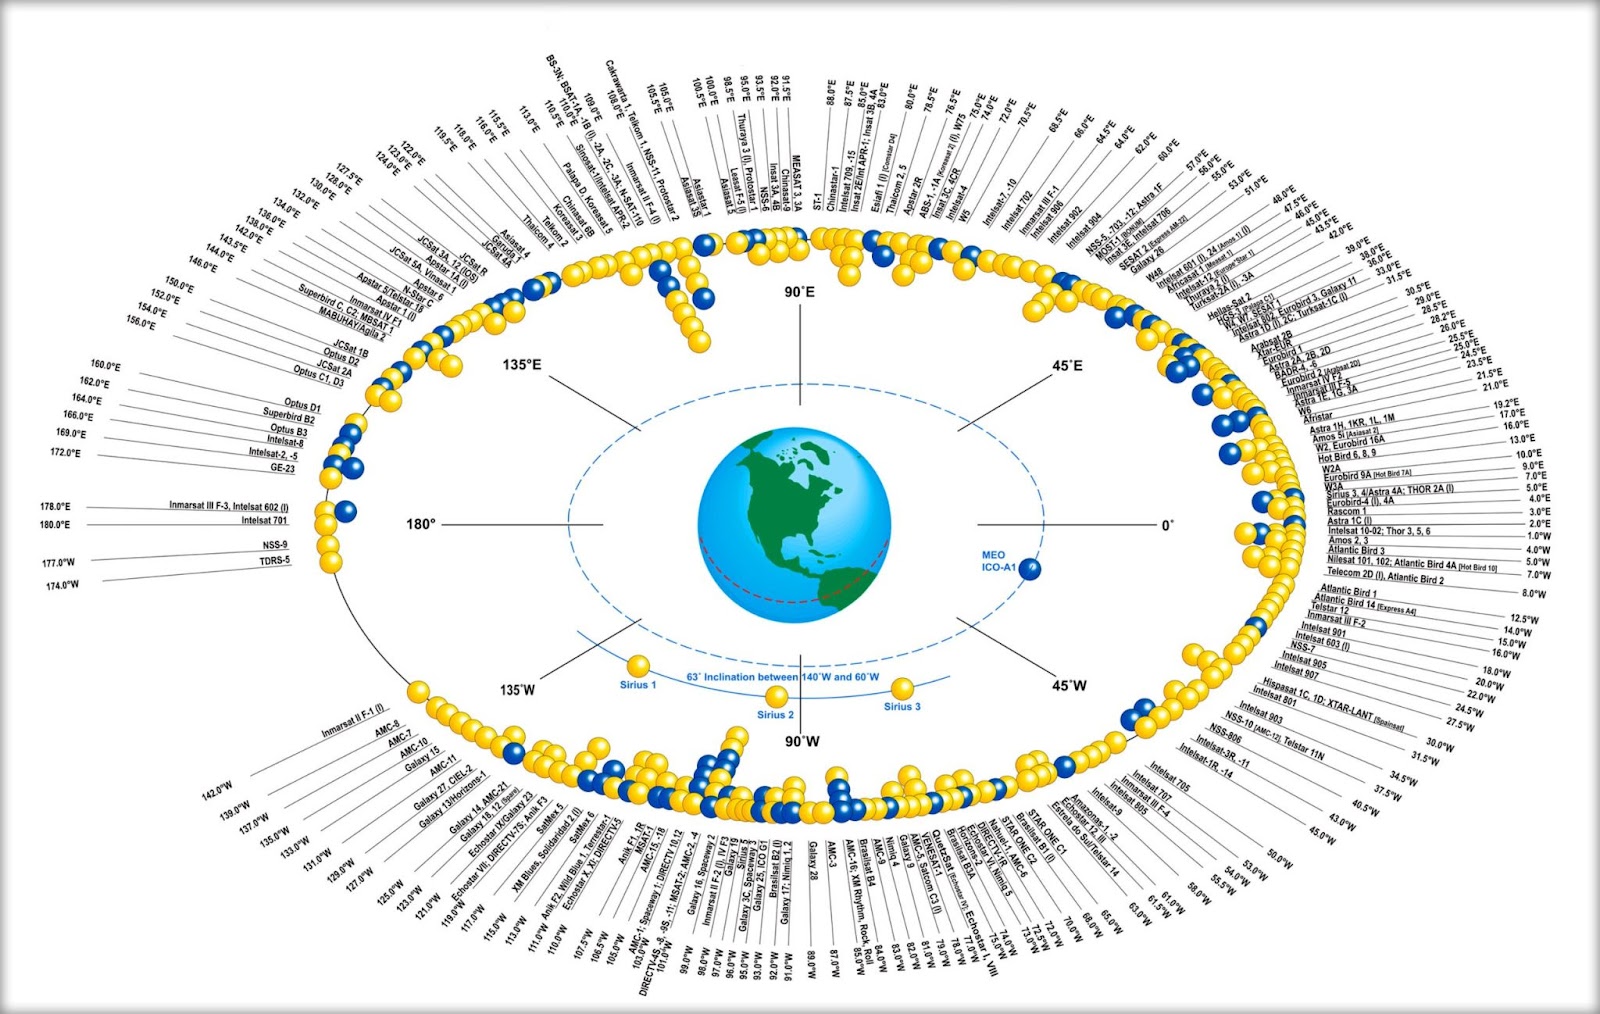 88.0°E
87.5°E
85.0°E
83.0°E
80.0°E
78.5°E
76.5°E
75.0°E
74.0°E
72.0°E
70.5°E
68.5°E
66.0°E
64.5°E
64.0°E
62.0°E
60.0°E
57.0°E
56.0°E
55.0°E
53.0°E
51.0°E
48.0°E
47.5°E
46.0°E
45.0°E
43.5°E
42.0°E
39.0°E
38.0°E
36.0°E
33.0°E
31.5°E
30.5°E
29.0°E
28.5°E
28.2°E
26.0°E
25.5°E
25.0°E
24.5°E
23.5°E
21.5°E
21.0°E
19.2°E
17.0°E
16.0°E
13.0°E
10.0°E
9.0°E
7.0°E
5.0°E
4.0°E
3.0°E
2.0°E
1.0°W
4.0°W
5.0°W
7.0°W
8.0°W
12.5°W
14.0°W
15.0°W
16.0°W
18.0°W
20.0°W
22.0°W
24.5°W
27.5°W
30.0°W
31.5°W
34.5°W
37.5°W
40.5°W
43.0°W
45.0°W
50.0°W
53.0°W
54.0°W
55.5°W
58.0°W
61.0°W
61.5°W
63.0°W
65.0°W
68.0°W
70.0°W
72.0°W
72.5°W
73.0°W
74.0°W
75.0°W
77.0°W
78.0°W
79.0°W
81.0°W
82.0°W
83.0°W
84.0°W
85.0°W
87.0°W
89.0°W
91.0°W
92.0°W
93.0°W
95.0°W
96.0°W
97.0°W
98.0°W
99.0°W
101.0°W
103.0°W
105.0°W
106.5°W
107.5°W
110.0°W
111.0°W
113.0°W
115.0°W
117.0°W
119.0°W
121.0°W
123.0°W
125.0°W
127.0°W
129.0°W
131.0°W
133.0°W
135.0°W
137.0°W
139.0°W
142.0°W
174.0°W
177.0°W
180.0°E
178.0°E
172.0°E
169.0°E
166.0°E
164.0°E
162.0°E
160.0°E
156.0°E
154.0°E
152.0°E
150.0°E
146.0°E
144.0°E
143.5°E
142.0°E
138.0°E
136.0°E
134.0°E
132.0°E
130.0°E
128.0°E
127.5°E
124.0°E
123.0°E
122.0°E
119.5°E
118.0°E
116.0°E
115.5°E
113.0°E
110.5°E
110.0°E
109.0°E
108.0°E
105.5°E
105.0°E
100.5°E
100.0°E
98.5°E
95.0°E
93.5°E
92.0°E
91.5°E
ST-1
Chinastar-1
Intelsat 709, -15
Insat 2E/Int APR-1; Insat 3B, 4A
Esiafi 1 (I) [Comstar D4]
Thaicom 2, 5
Apstar 2R
ABS-1, -1A [Koreasat 2] (I), W75
Insat 3C, 4CR
Intelsat-4
W5
Intelsat-7, -10
Intelsat 702
Inmarsat III F-1
Intelsat 906
Intelsat 902
Intelsat 904
NSS-5, -703, -12; Astra 1F
MOST-1 [BONUM]
Insat 3E, Intelsat 706
SESAT 2 [Express AM-22]
Galaxy 26
W48
Intelsat 601 (I), 24 [Amos 1] (I)
Africasat 1 [Measat 1]
Intelsat-12 [Europe*Star 1]
Thuraya 2 (I)
Turksat-2A (I), -3A
Hellas-Sat 2
HGS-3 [Palapa C1]
W4, W7, SESAT 1
Intelsat 802, Eurobird 3, Galaxy 11
Astra 1D (I), 2C; Turksat-1C (I)
Arabsat 2B
Xtar-EUR
Eurobird 1
Astra 2A, 2B, 2D
BADR-4, -6
Eurobird 2 [Arabsat 2D]
Inmarsat IV F2
Inmarsat III F-5
Astra 1E, 1G, 3A
W6
Afristar
Astra 1H, 1KR, 1L, 1M
Amos 5i [Asiasat 2]
W2, Eurobird 16A
Hot Bird 6, 8, 9
W2A
Eurobird 9A [Hot Bird 7A]
W3A
Sirius 3, 4/Astra 4A; THOR 2A (I)
Eurobird-4 (I), 4A
Rascom 1
Astra 1C (I)
Intelsat 10-02; Thor 3, 5, 6
Amos 2, 3
Atlantic Bird 3
Nilesat 101, 102; Atlantic Bird 4A [Hot Bird 10]
Telecom 2D (I), Atlantic Bird 2
Atlantic Bird 1
Atlantic Bird 14 [Express A4]
Telstar 12
Inmarsat III F-2
Intelsat 901
Intelsat 603 (I)
NSS-7
Intelsat 905
Intelsat 907
Hispasat 1C, 1D; XTAR-LANT [Spainsat]
Intelsat 801
Intelsat 903
NSS-10 [AMC-12], Telstar 11N
NSS-806
Intelsat-3R, -11
Intelsat-1R, -14
Intelsat 705
Intelsat 707
Inmarsat III F-4
Intelsat 805
Intelsat-9
Amazonas-1, -2
Echostar 12, III
Estrela do Sul/Telstar 14
STAR ONE C1
Brasilsat B1 (I)
STAR ONE C2
Nahuel-1, AMC-6
DIRECTV-1R
Echostar VI, Nimiq 5
Horizons-2
Brasilsat B3A
QuetzSat [Echostar IV]; Echostar I, VIII
VENESAT-1
AMC-5, Satcom C3 (I)
Galaxy 9
Nimiq 4
AMC-9
Brasilsat B4
AMC-16; XM Rhythm, Rock, Roll
AMC-3
Galaxy 28
Galaxy 17; Nimiq 1, 2
Brasilsat B2 (I)
Galaxy 25, ICO G1
Galaxy 3C, Spaceway 3
Sirius 5
Galaxy 19
Inmarsat II F-2 (I), IV F3
Galaxy 16, Spaceway 2
DIRECTV-4S, -8, -9S, -11; MSAT-2; AMC-2, -4
AMC-1; Spaceway 1; DIRECTV 10,12
AMC-15, -18
MSAT-1
Anik F1, 1R
Echostar X, XI; DIRECTV-5
Anik F2, Wild Blue 1, Terrestar-1
SatMex 6
XM Blues, Solidaridad 2 (I)
SatMex 5
Echostar VII; DIRECTV-7S; Anik F3
Echostar IX/Galaxy 23
Galaxy 18, 12 [Spare]
Galaxy 14, AMC-21
Galaxy 13/Horizons-1
Galaxy 27, CIEL-2
AMC-11
Galaxy 15
AMC-10
AMC-7
AMC-8
Inmarsat II F-1 (I)
TDRS-5
NSS-9
Intelsat 701
Inmarsat III F-3, Intelsat 602 (I)
GE-23
Intelsat-2, -5
Intelsat-8
Optus B3
Superbird B2
Optus D1
Optus C1, D3
JCSat 2A
Optus D2
JCSat 1B
MABUHAY/Agila 2
Superbird C, C2; MBSAT 1
Inmarsat IV F1
Apstar 1 (I)
Apstar 5/Telstar 18
N-Star C
Apstar 6
JCSat 5A, Vinasat 1
Apstar 1A (I)
JCSat 3A, 12 (IOS)
JCSat R
JCSat 4A
Garuda 1
Asiasat 4
Thaicom 4
Telkom 2
Koreasat 3
Chinasat 6B
Palapa D, Koreasat 5
Sinosat-1/Intelsat APR-2
BS-3N; BSAT-1A, -1B (I), -2A, -2C, -3A; N-SAT-110
Inmarsat II F-4 (I)
Cakrawarta 1, Telkom 1, NSS-11, Protostar 2
Asiasat 3S
Asiastar 1
Asiasat 5
Leasat F-5 (I)
Thuraya 3 (I), Protostar 1
NSS-6
Insat 3A, 4B
Chinasat-9
MEASAT 3, 3A
90°E
135°E
45°E
180°
0°
MEO
ICO-A1
135°W
45°W
63° Inclination between 140°W and 60°W
Sirius 1
Sirius 2
Sirius 3
90°W